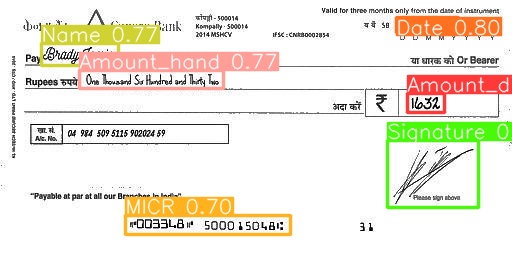 Valid for three months only from the date of instrument
Bank
कोंपल्ली - 500014
Kompally - 500014
2014 MSHCV
IFSC : CNRB0002854
Date 0.80
D D M M Y Y Y Y
Name 0.77
Pay Brady
या धारक को Or Bearer
Amount_hand 0.77
Rupees रुपये One Thousand Six Hundred and Thirty Two
Amount_d
अदा करें ₹ 1632
खा. सं.
A/c. No. 04 984 509 5115 902024 59
Signature 0
Please sign above
"Payable at par at all our Branches in India"
MICR 0.70
⑈003348⑈ 500015048⑆ 31